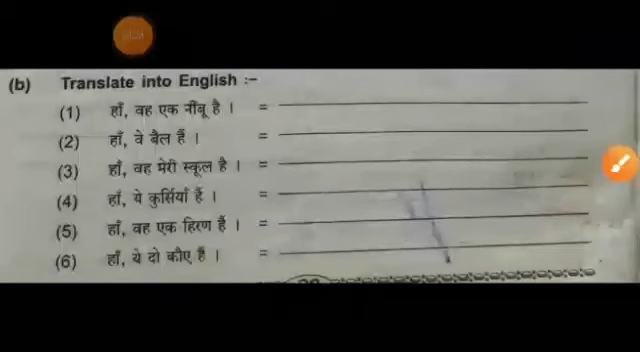 (b) Translate into English :–
(1) हाँ, वह एक नींबू है । =
(2) हाँ, वे बैल हैं । =
(3) हाँ, वह मेरी स्कूल है । =
(4) हाँ, ये कुर्सियाँ हैं । =
(5) हाँ, वह एक हिरण हैं । =
(6) हाँ, ये दो कौए हैं । =